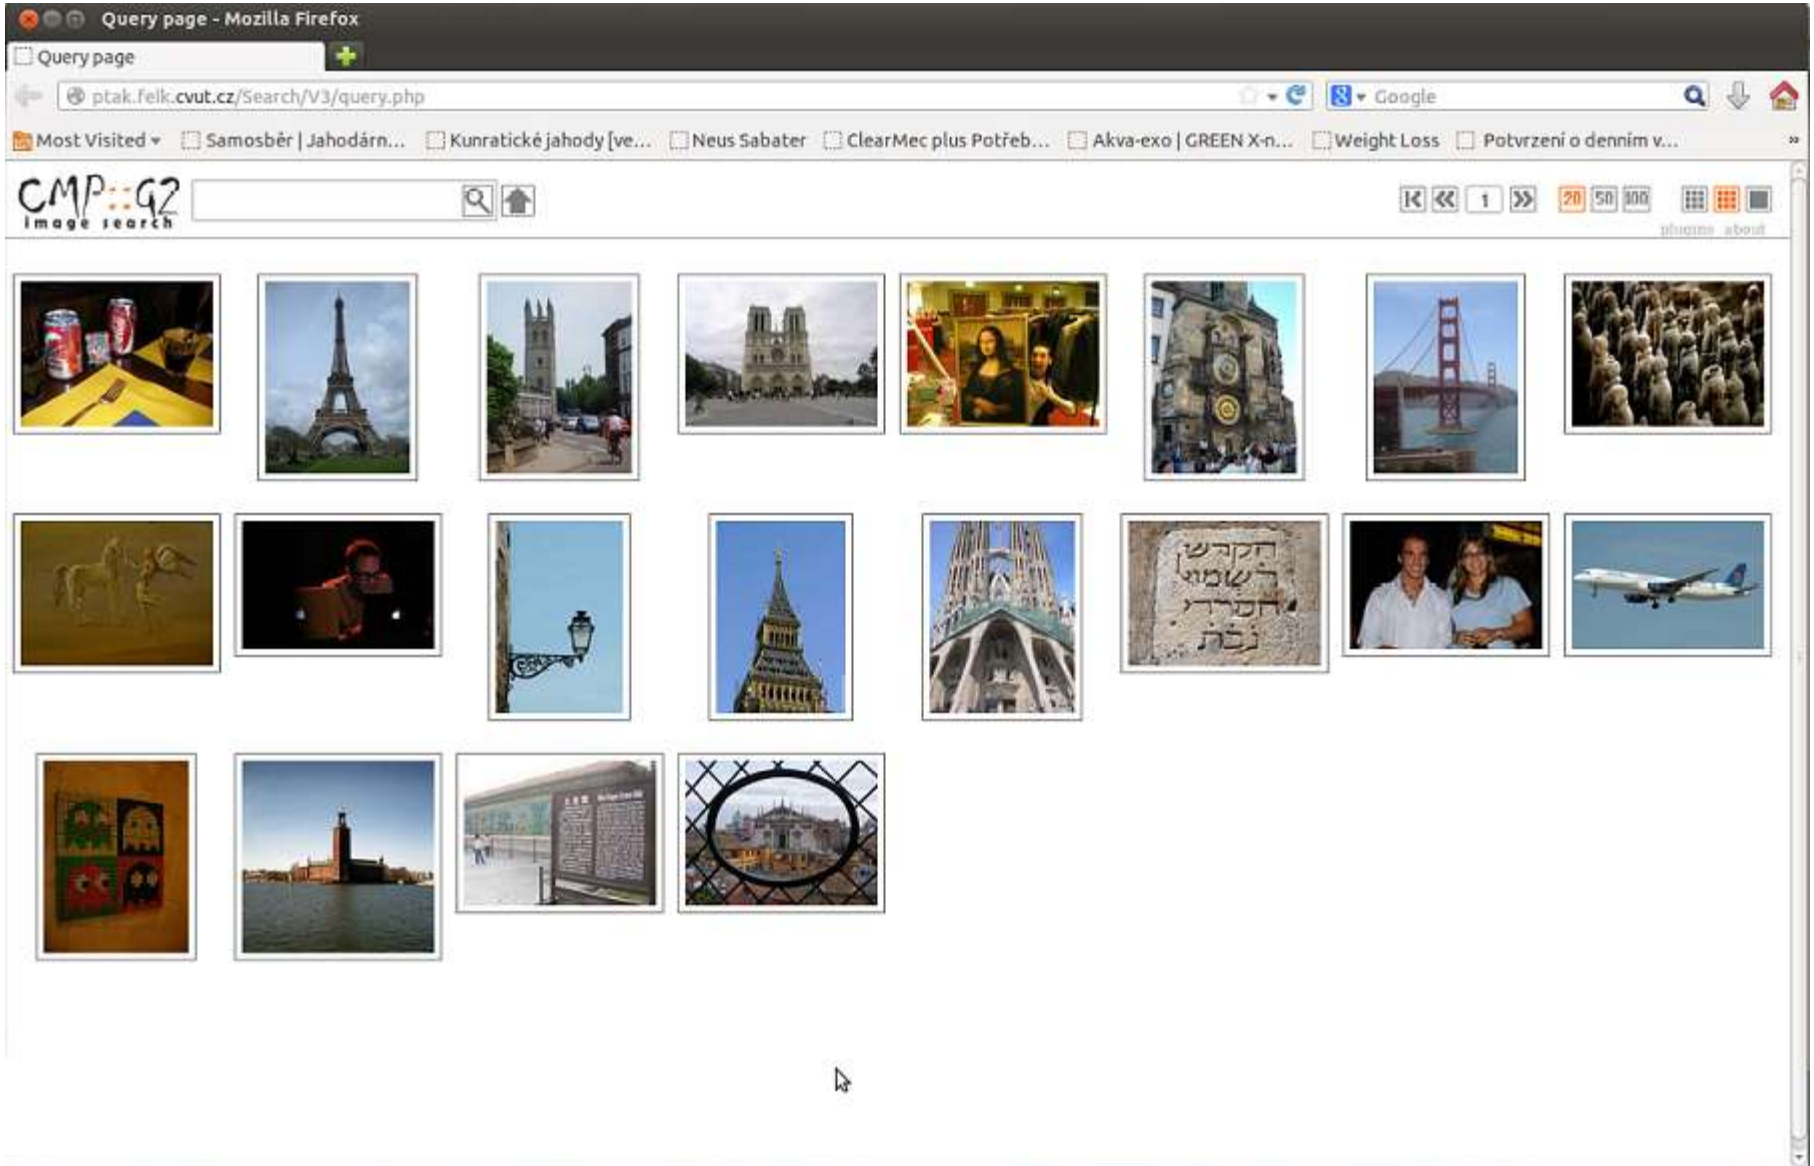 Query page - Mozilla Firefox
Query page
ptak.felk.cvut.cz/Search/V3/query.php
Google
Most Visited
Samosběr | Jahodárn...
Kunratické jahody [ve...
Neus Sabater
ClearMec plus Potřeb...
Akva-exo | GREEN X-n...
Weight Loss
Potvrzení o denním v...
»
CMP::G2
image search
1
20
50
100
plugins about
הקדש